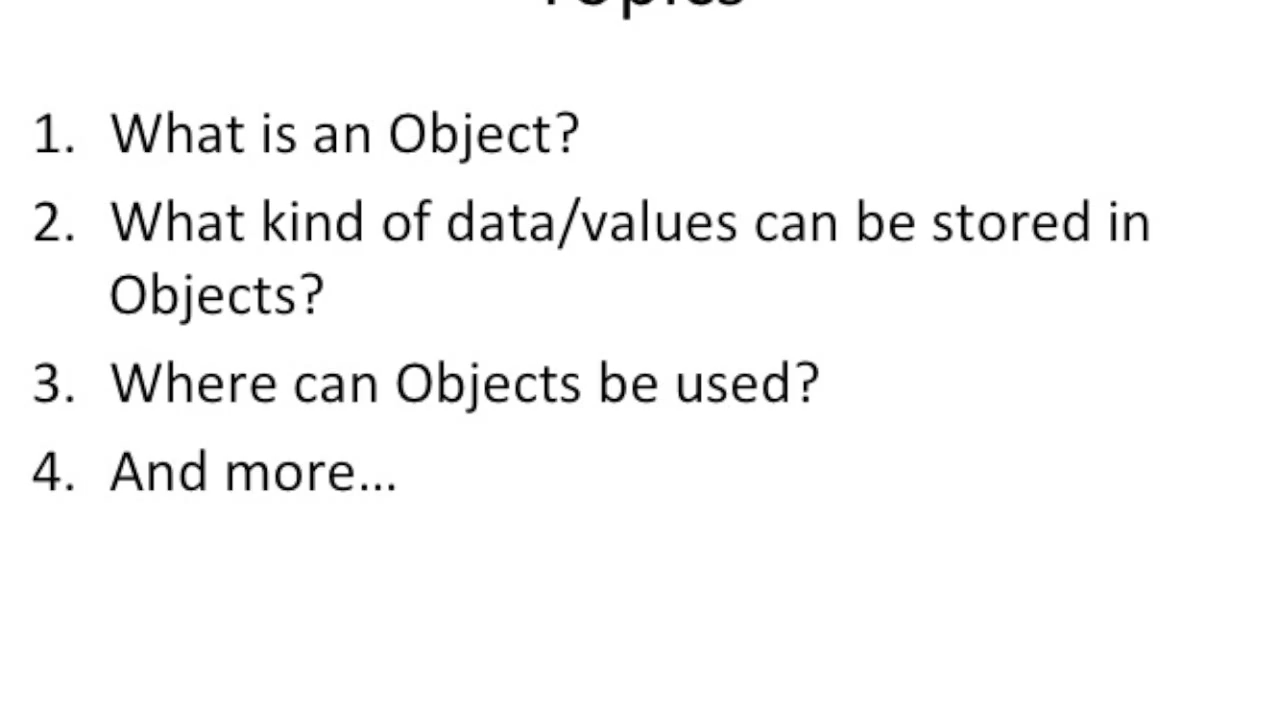 Topics
1. What is an Object?
2. What kind of data/values can be stored in
Objects?
3. Where can Objects be used?
4. And more...